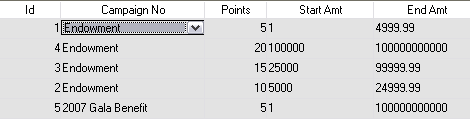 Id Campaign No Points Start Amt End Amt
1 Endowment 5 1 4999.99
4 Endowment 20 100000 100000000000
3 Endowment 15 25000 99999.99
2 Endowment 10 5000 24999.99
5 2007 Gala Benefit 5 1 100000000000